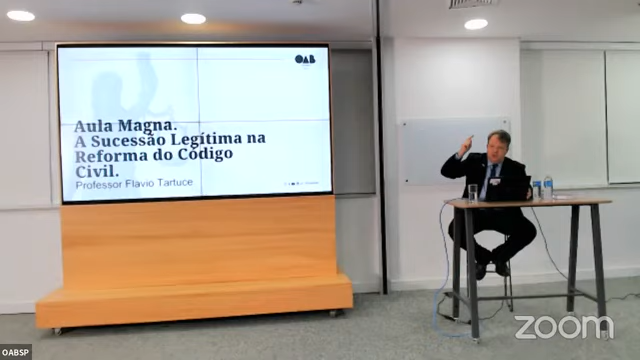 OAB
Aula Magna.
A Sucessão Legítima na
Reforma do Código
Civil.
Professor Flavio Tartuce
zoom
OABSP